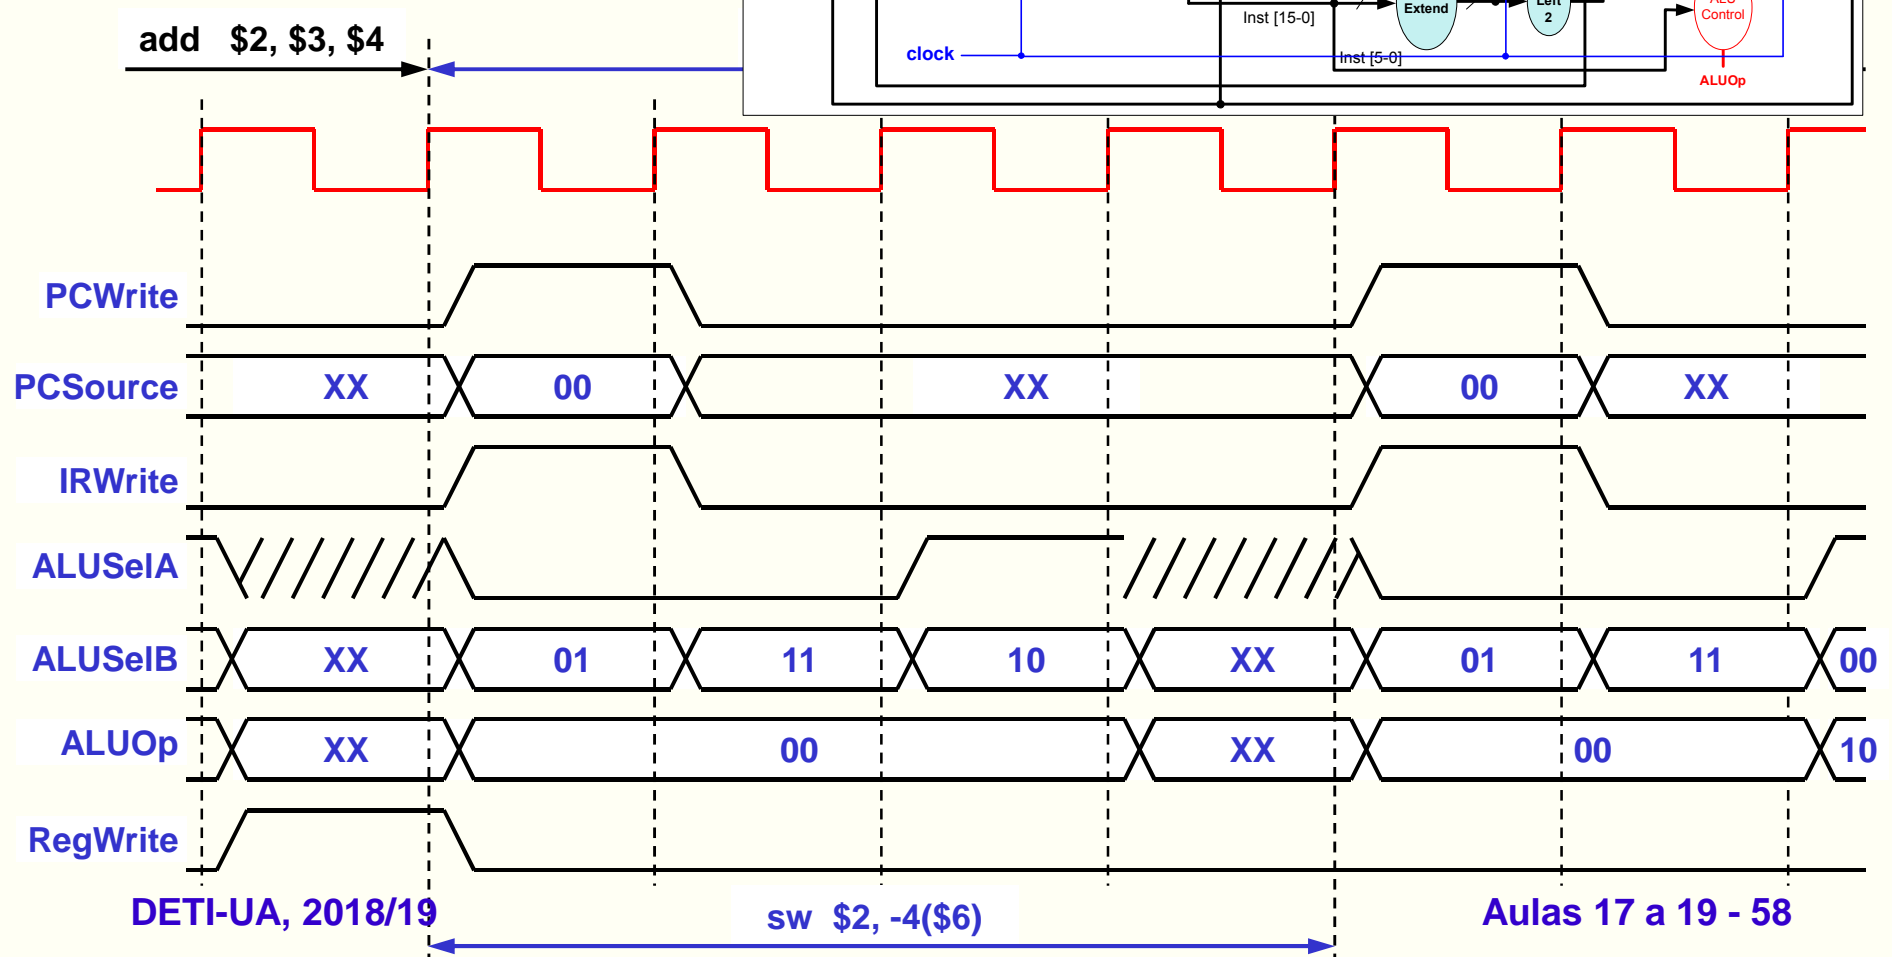 add $2, $3, $4
Inst [15-0]
Extend
Left
2
ALU
Control
clock
Inst [5-0]
ALUOp
PCWrite
PCSource XX 00 XX 00 XX
IRWrite
ALUSelA
ALUSelB XX 01 11 10 XX 01 11 00
ALUOp XX 00 XX 00 10
RegWrite
DETI-UA, 2018/19
sw $2, -4($6)
Aulas 17 a 19 - 58